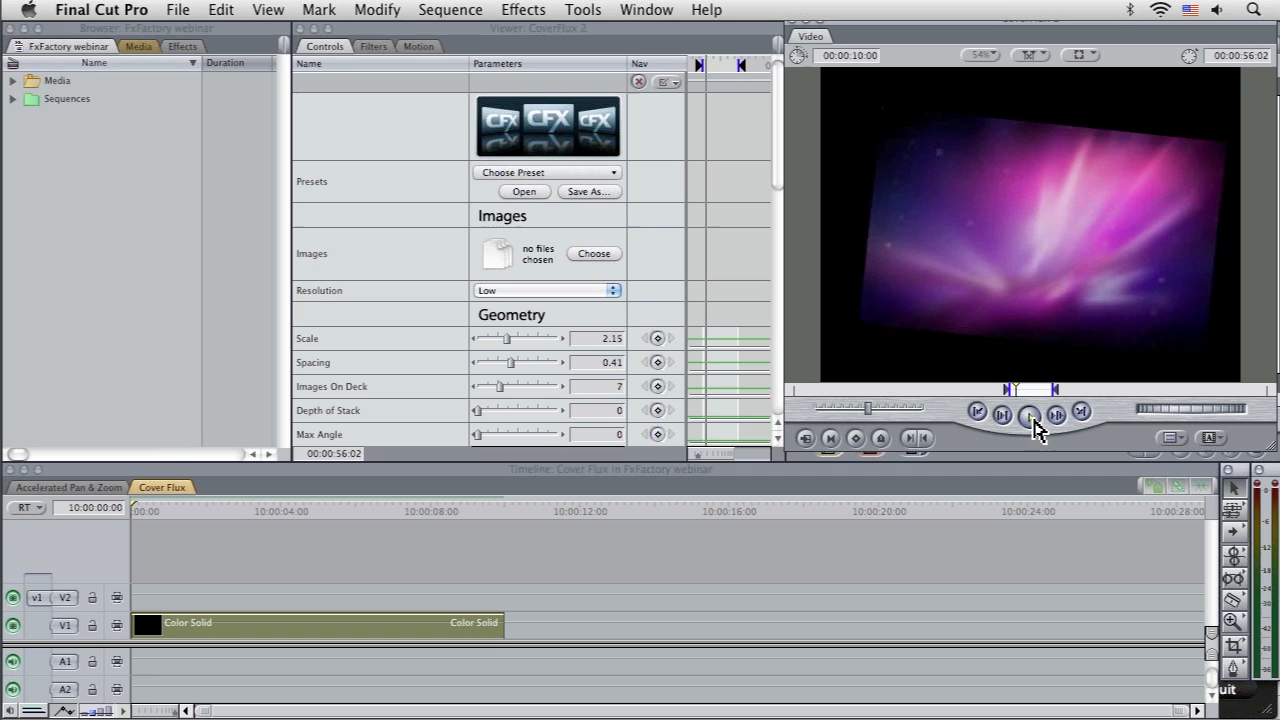 Final Cut Pro File Edit View Mark Modify Sequence Effects Tools Window Help
Browser: FxFactory webinar
Viewer: CoverFlux 2
FxFactory webinar Media Effects
Name Duration
Media
Sequences
Controls Filters Motion
Name Parameters Nav
CFX CFX CFX
Presets
Choose Preset
Open Save As...
Images
Images
no files
chosen
Choose
Resolution Low
Geometry
Scale 2.15
Spacing 0.41
Images On Deck 7
Depth of Stack 0
Max Angle 0
00:00:56:02
Video
00:00:10:00 54% 00:00:56:02
Timeline: Cover Flux in FxFactory webinar
Accelerated Pan & Zoom Cover Flux
RT 10:00:00:00 :00:00 10:00:04:00 10:00:08:00 10:00:12:00 10:00:16:00 10:00:20:00 10:00:24:00 10:00:28:00
v1 V2
V1 Color Solid Color Solid
A1
A2
uit